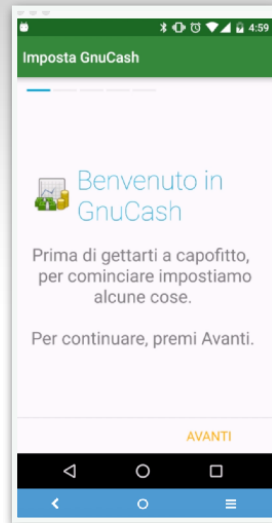 4:59
Imposta GnuCash
Benvenuto in
GnuCash
Prima di gettarti a capofitto,
per cominciare impostiamo
alcune cose.
Per continuare, premi Avanti.
AVANTI